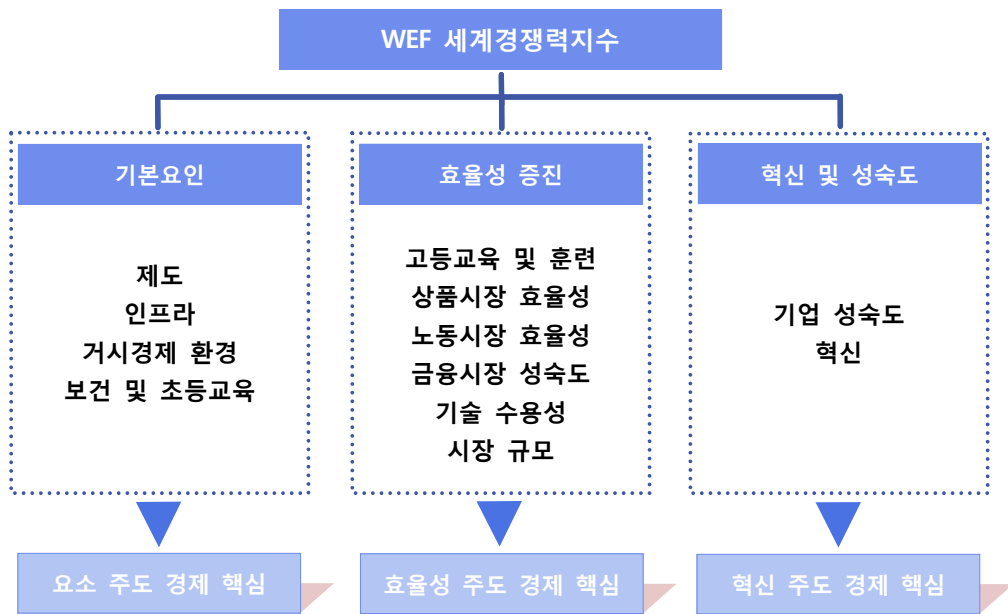 WEF 세계경쟁력지수
기본요인
제도
인프라
거시경제 환경
보건 및 초등교육
요소 주도 경제 핵심
효율성 증진
고등교육 및 훈련
상품시장 효율성
노동시장 효율성
금융시장 성숙도
기술 수용성
시장 규모
효율성 주도 경제 핵심
혁신 및 성숙도
기업 성숙도
혁신
혁신 주도 경제 핵심